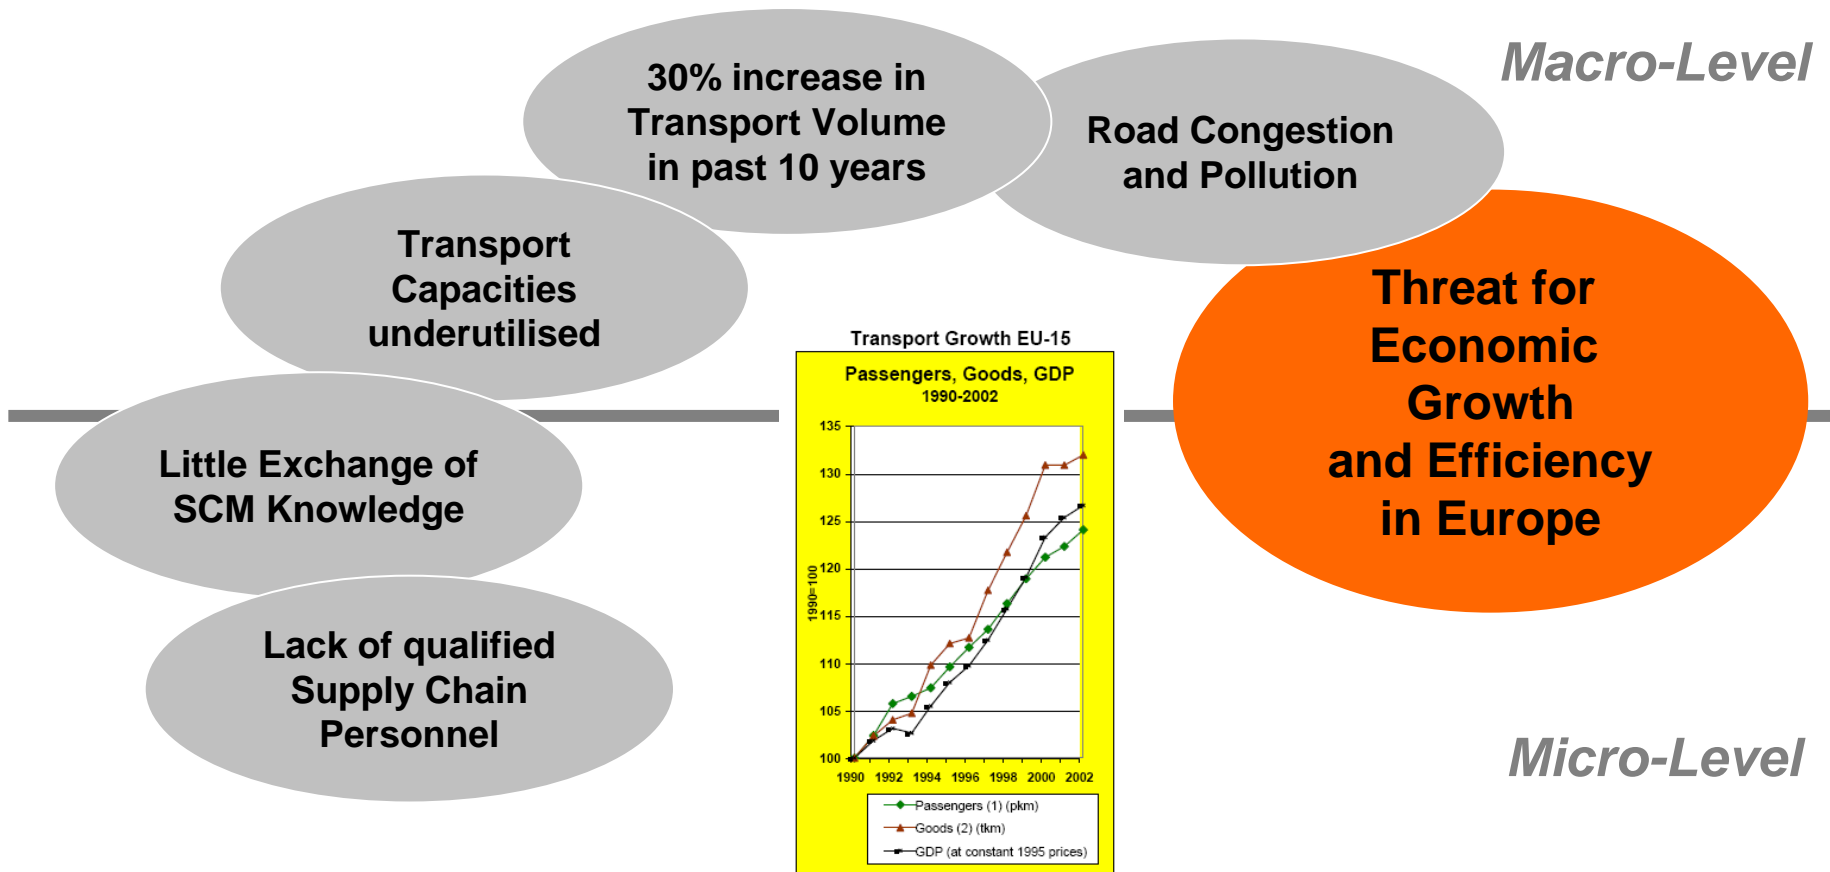 Macro-Level
30% increase in
Transport Volume
in past 10 years
Road Congestion
and Pollution
Transport
Capacities
underutilised
Threat for
Economic
Growth
and Efficiency
in Europe
Little Exchange of
SCM Knowledge
Lack of qualified
Supply Chain
Personnel
Transport Growth EU-15
Passengers, Goods, GDP
1990-2002
135
130
125
120
115
110
105
100
1990=100
1990 1992 1994 1996 1998 2000 2002
Passengers (1) (pkm)
Goods (2) (tkm)
GDP (at constant 1995 prices)
Micro-Level